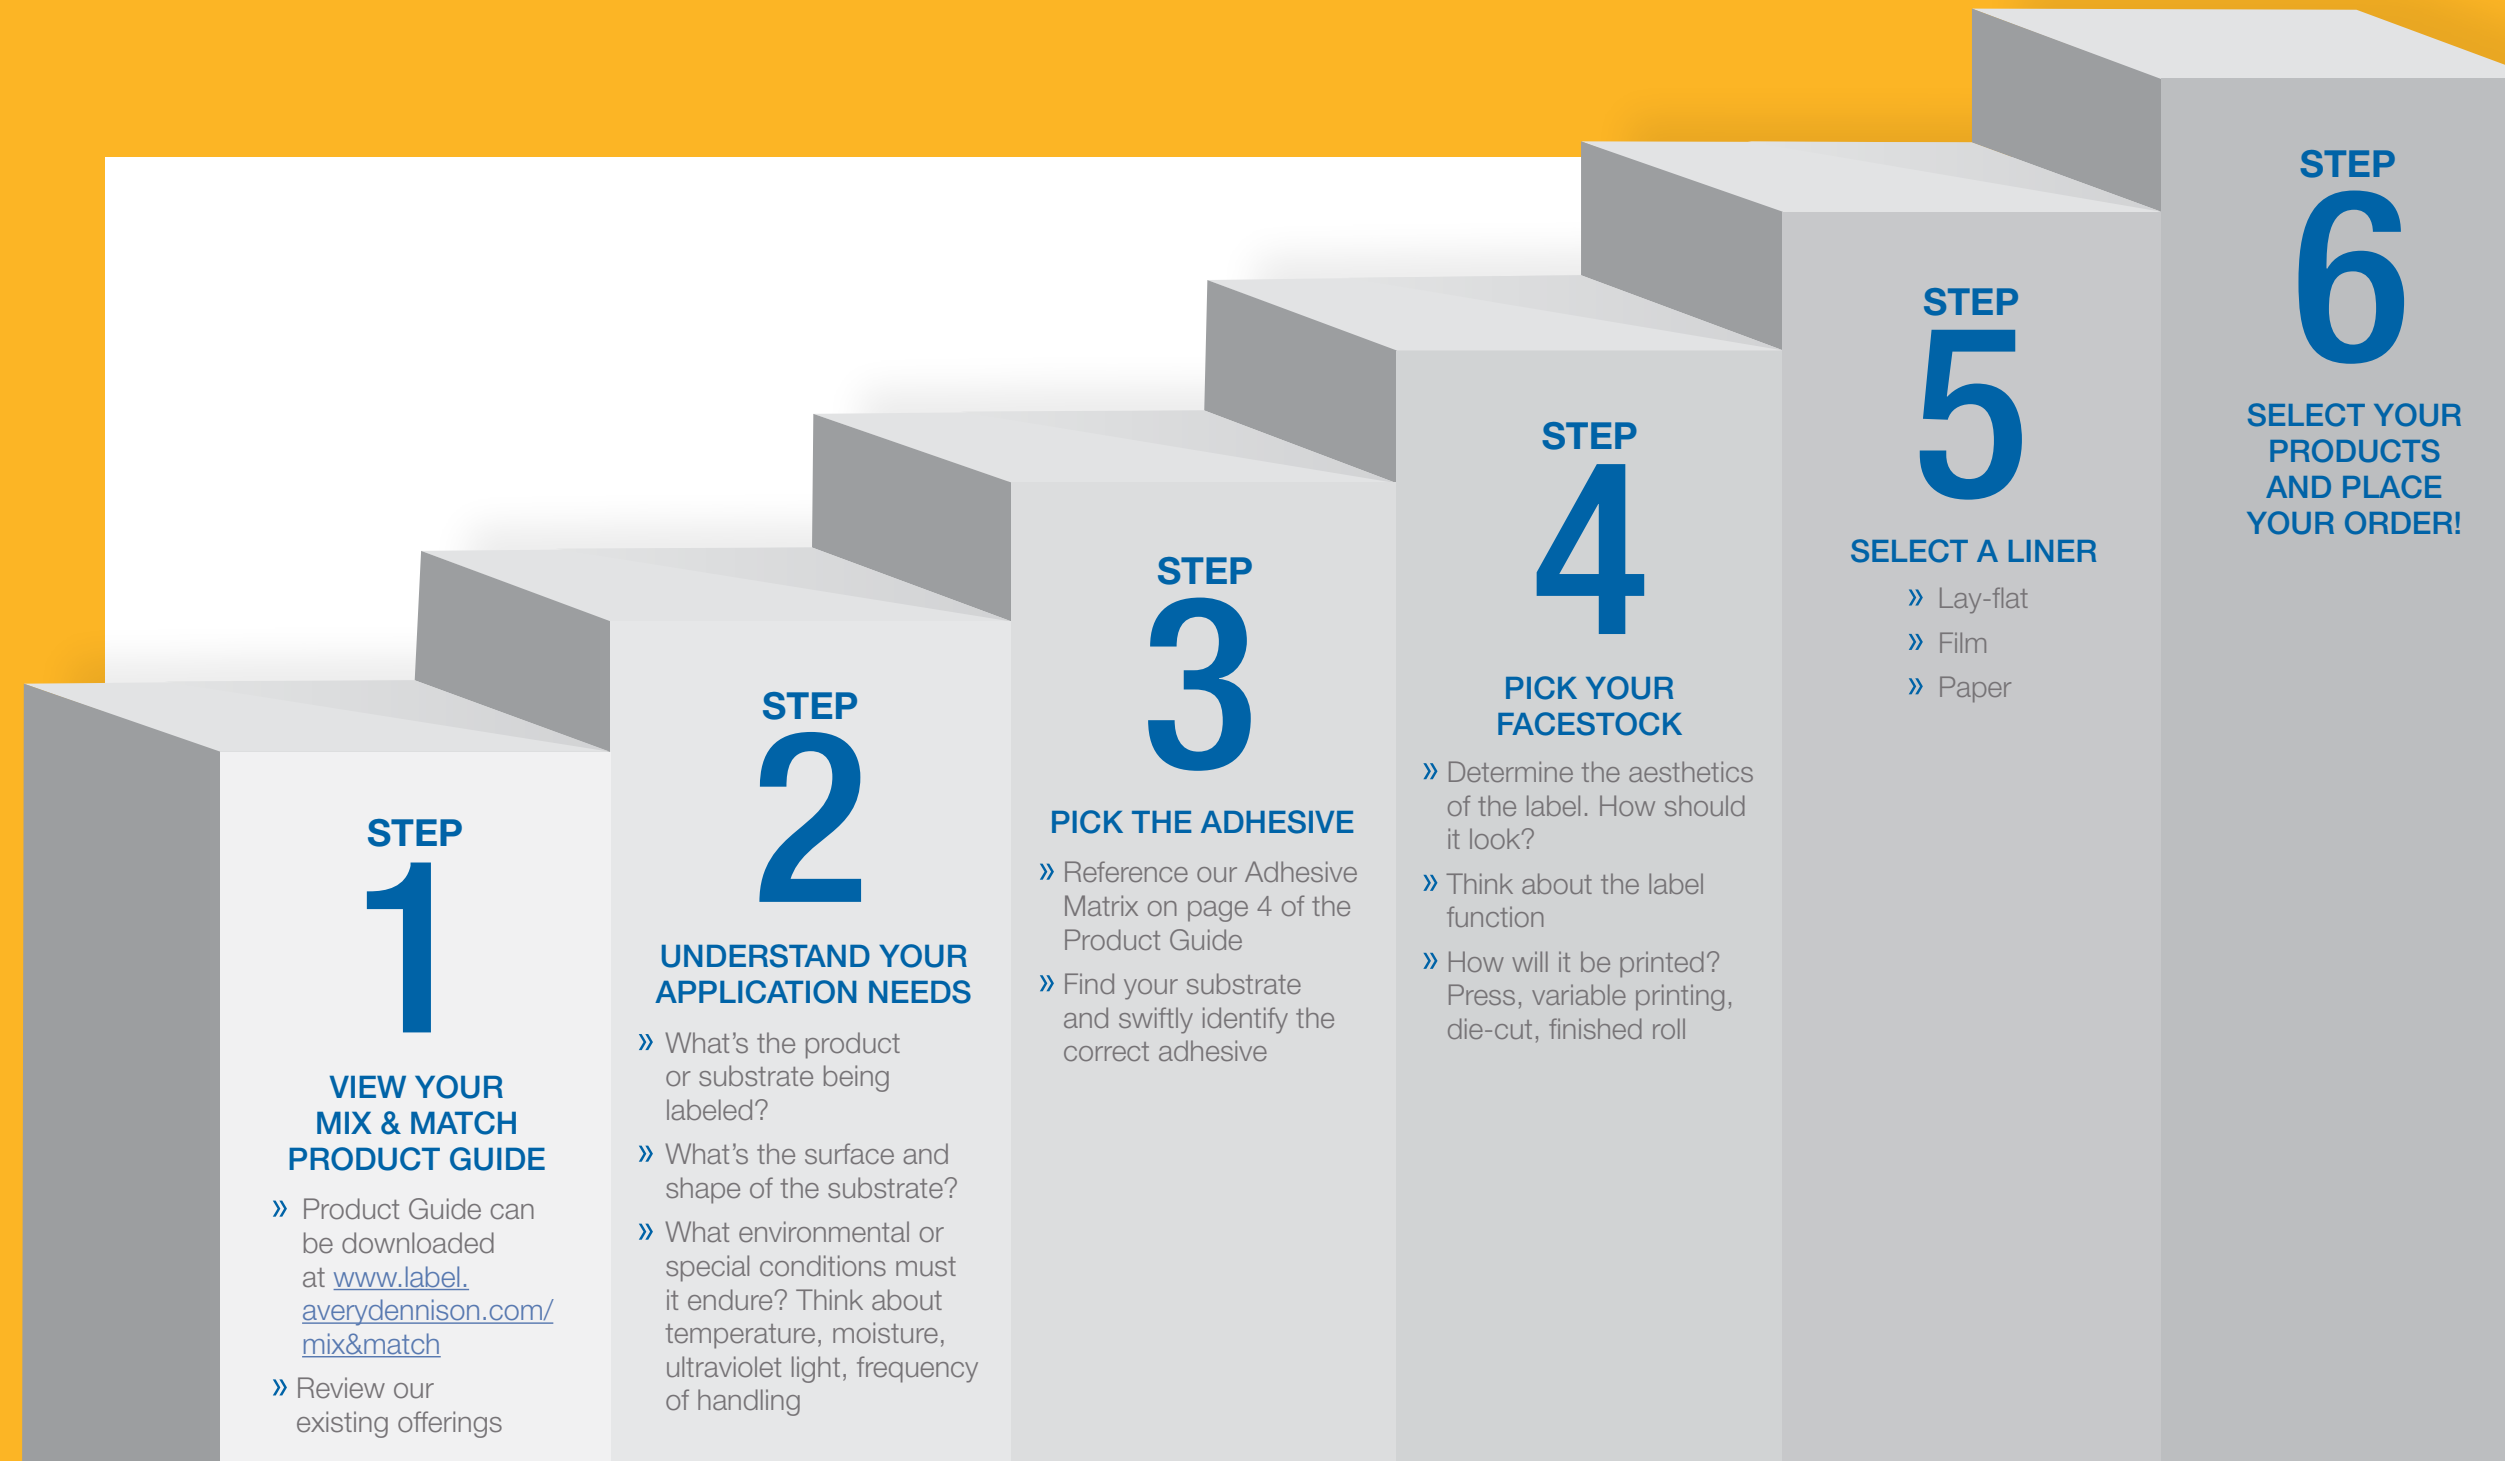 STEP
1
VIEW YOUR
MIX & MATCH
PRODUCT GUIDE
» Product Guide can
be downloaded
at www.label.
averydennison.com/
mix&match
» Review our
existing offerings
STEP
2
UNDERSTAND YOUR
APPLICATION NEEDS
» What's the product
or substrate being
labeled?
» What's the surface and
shape of the substrate?
» What environmental or
special conditions must
it endure? Think about
temperature, moisture,
ultraviolet light, frequency
of handling
STEP
3
PICK THE ADHESIVE
» Reference our Adhesive
Matrix on page 4 of the
Product Guide
» Find your substrate
and swiftly identify the
correct adhesive
STEP
4
PICK YOUR
FACESTOCK
» Determine the aesthetics
of the label. How should
it look?
» Think about the label
function
» How will it be printed?
Press, variable printing,
die-cut, finished roll
STEP
5
SELECT A LINER
» Lay-flat
» Film
» Paper
STEP
6
SELECT YOUR
PRODUCTS
AND PLACE
YOUR ORDER!